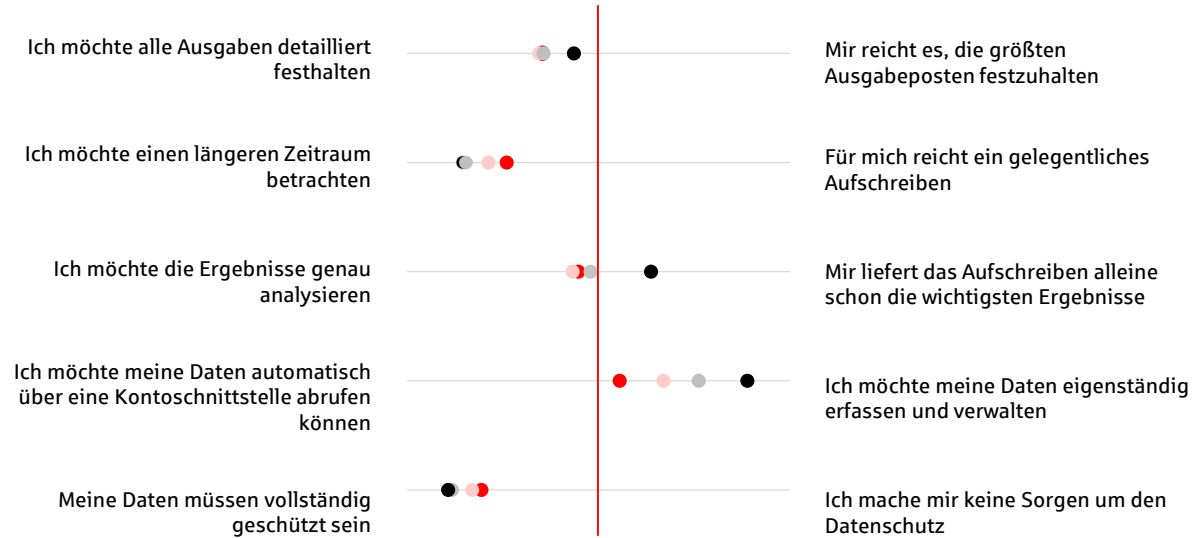 Ich möchte alle Ausgaben detailliert
festhalten
Mir reicht es, die größten
Ausgabeposten festzuhalten
Ich möchte einen längeren Zeitraum
betrachten
Für mich reicht ein gelegentliches
Aufschreiben
Ich möchte die Ergebnisse genau
analysieren
Mir liefert das Aufschreiben alleine
schon die wichtigsten Ergebnisse
Ich möchte meine Daten automatisch
über eine Kontoschnittstelle abrufen
können
Ich möchte meine Daten eigenständig
erfassen und verwalten
Meine Daten müssen vollständig
geschützt sein
Ich mache mir keine Sorgen um den
Datenschutz